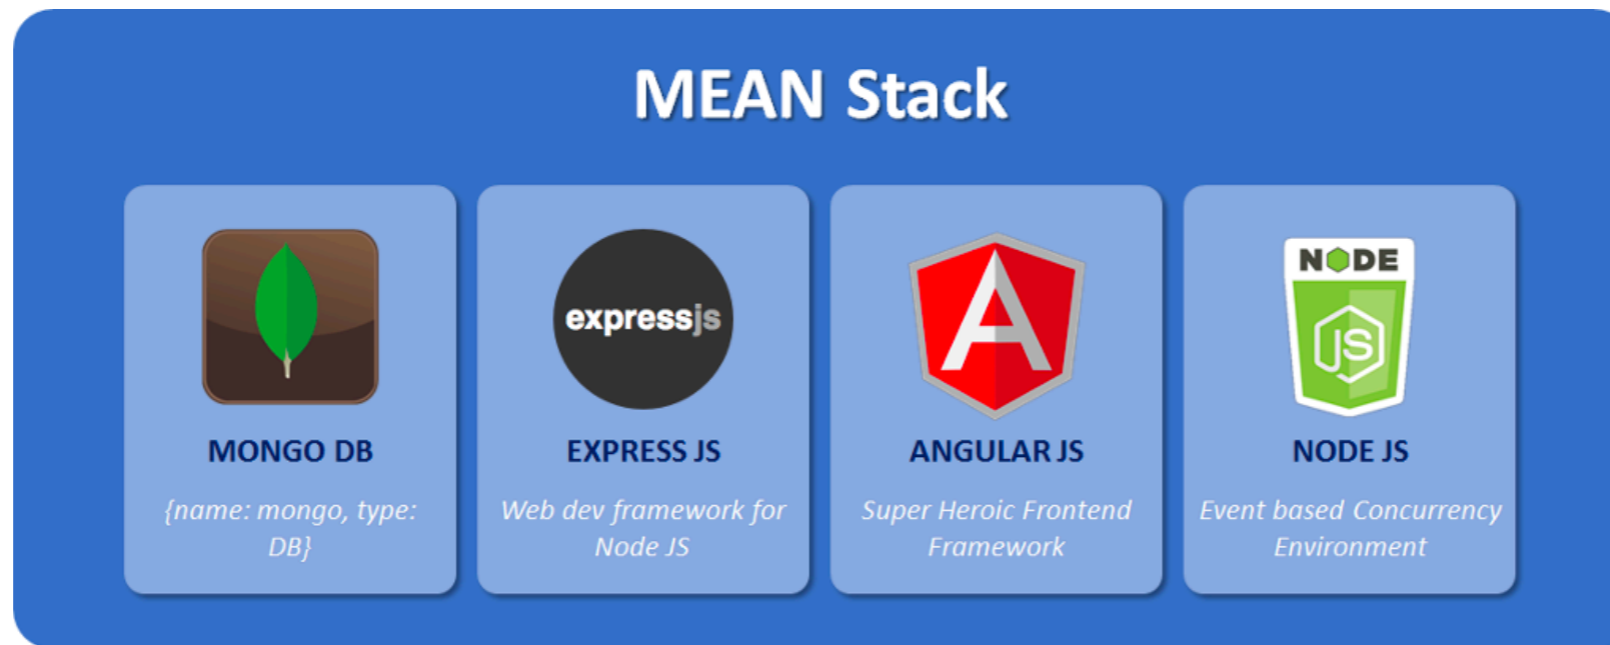 MEAN Stack
expressjs
NODE
JS
MONGO DB
EXPRESS JS
ANGULAR JS
NODE JS
{name: mongo, type:
DB}
Web dev framework for
Node JS
Super Heroic Frontend
Framework
Event based Concurrency
Environment